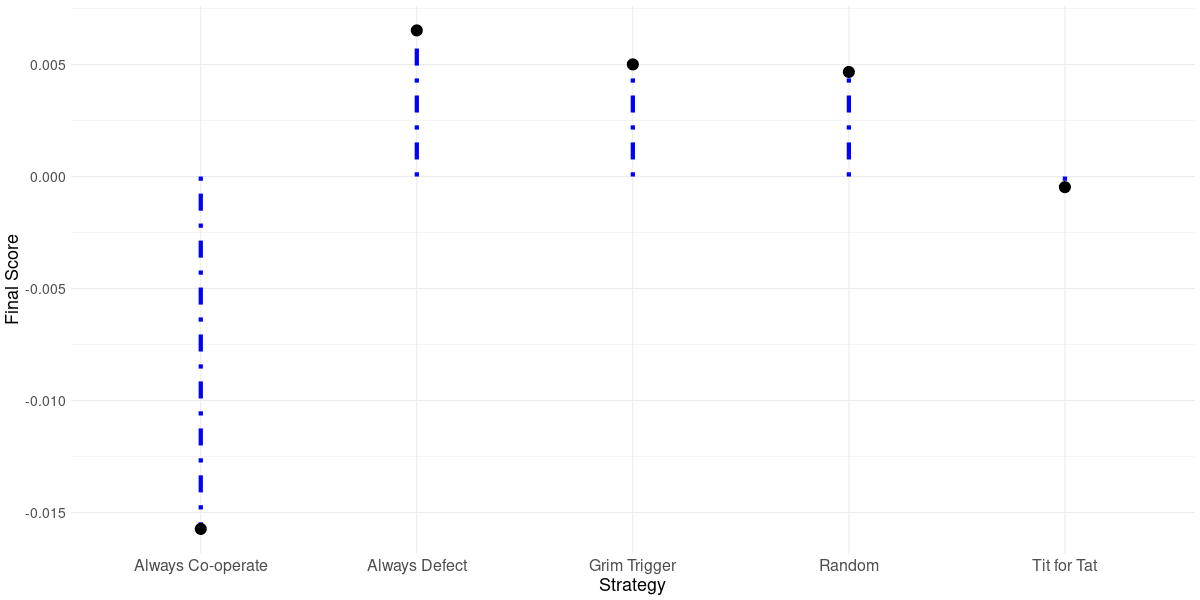 0.005
0.000
-0.005
-0.010
-0.015
Final Score
Always Co-operate
Always Defect
Grim Trigger
Random
Tit for Tat
Strategy